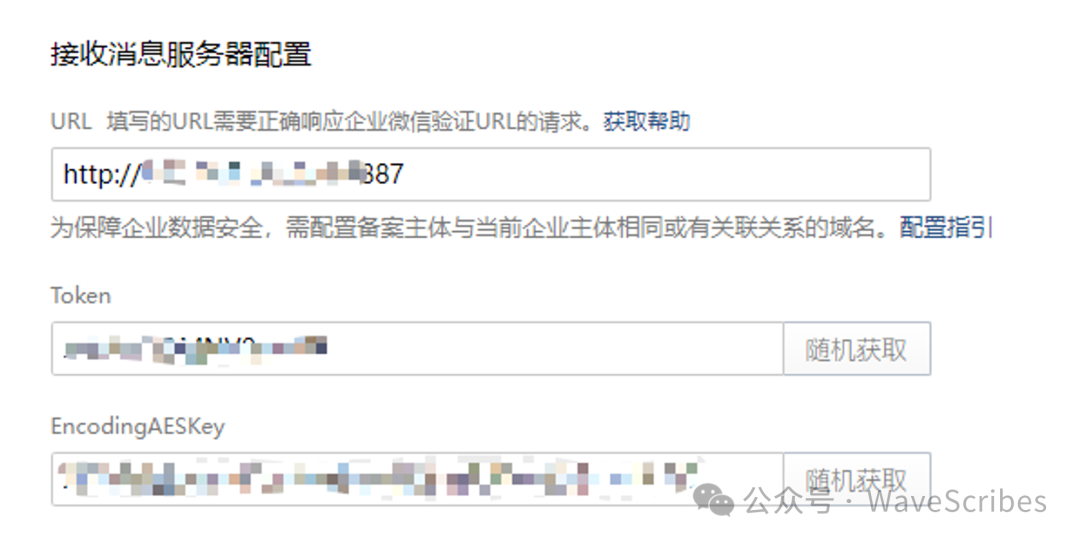 接收消息服务器配置
URL 填写的URL需要正确响应企业微信验证URL的请求。获取帮助
http:// 887
为保障企业数据安全，需配置备案主体与当前企业主体相同或有关联关系的域名。配置指引
Token
随机获取
EncodingAESKey
随机获取
公众号 · WaveScribes